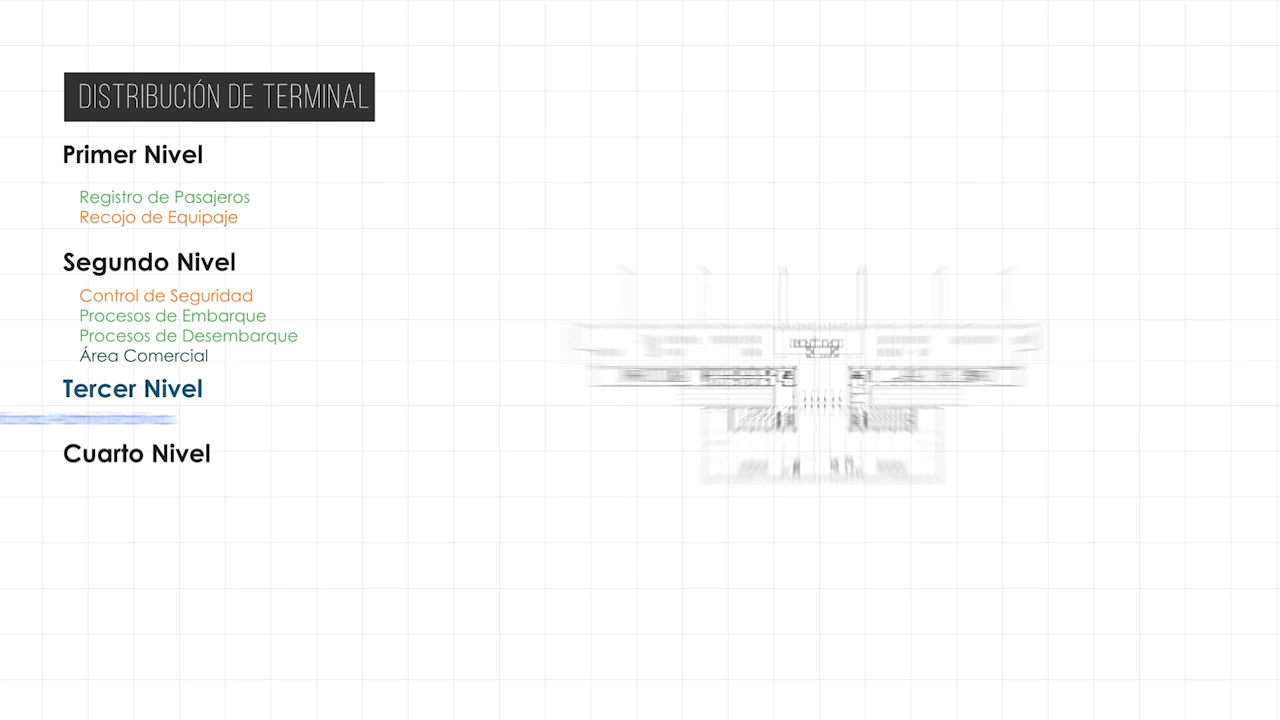 DISTRIBUCIÓN DE TERMINAL
Primer Nivel
Registro de Pasajeros
Recojo de Equipaje
Segundo Nivel
Control de Seguridad
Procesos de Embarque
Procesos de Desembarque
Área Comercial
Tercer Nivel
Cuarto Nivel